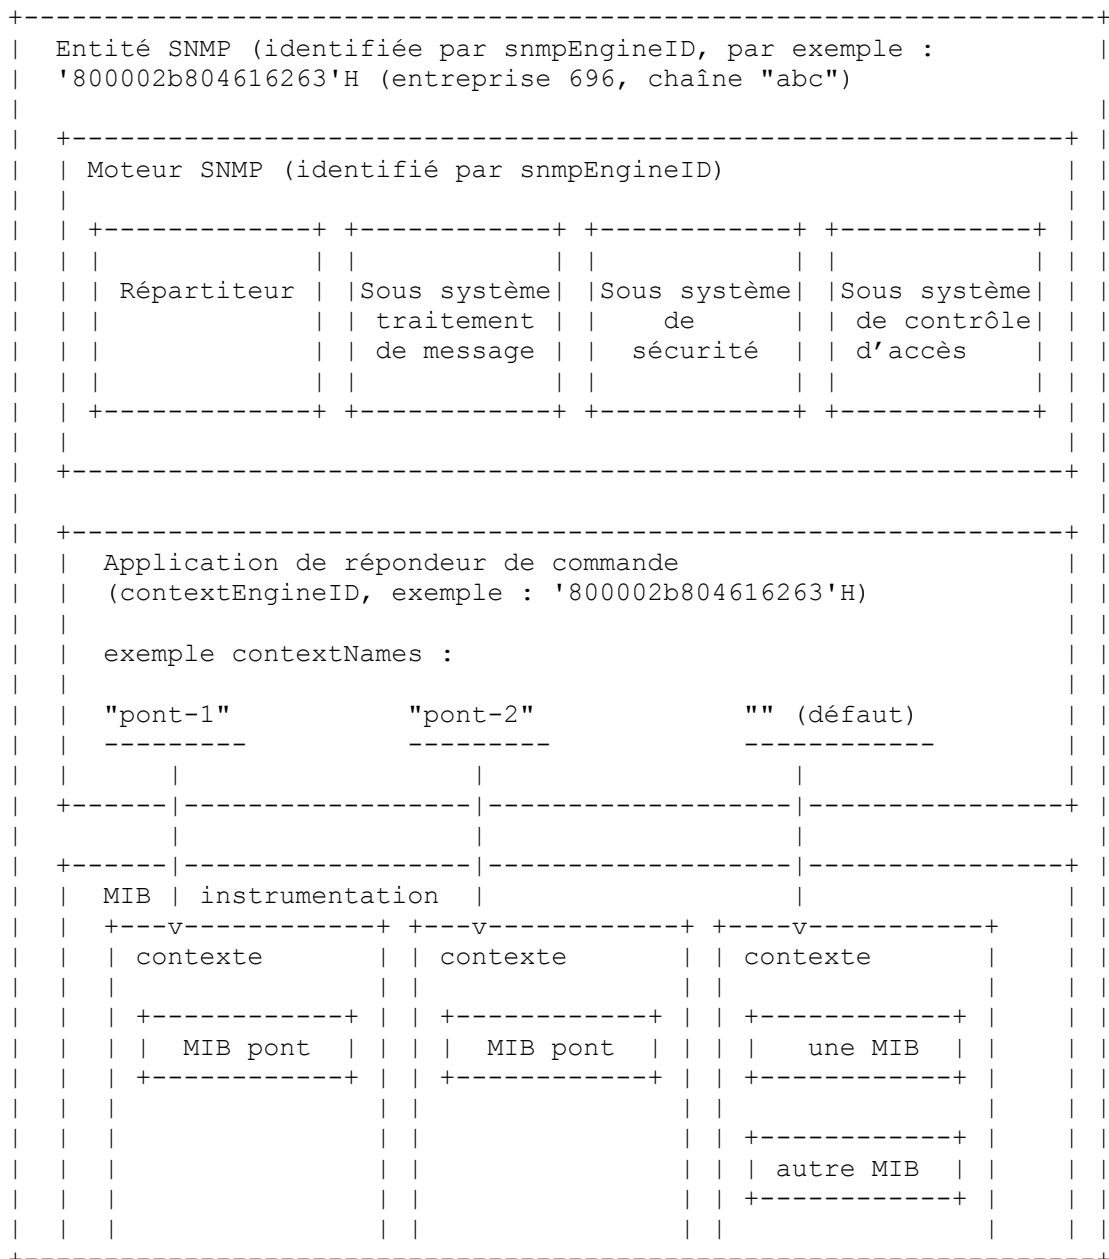 Entité SNMP (identifiée par snmpEngineID, par exemple :
'800002b804616263'H (entreprise 696, chaîne "abc")
Moteur SNMP (identifié par snmpEngineID)
Répartiteur Sous système Sous système Sous système
traitement de de contrôle
de message sécurité d’accès
Application de répondeur de commande
(contextEngineID, exemple : '800002b804616263'H)
exemple contextNames :
"pont-1" "pont-2" "" (défaut)
MIB instrumentation
contexte contexte contexte
MIB pont MIB pont une MIB
autre MIB